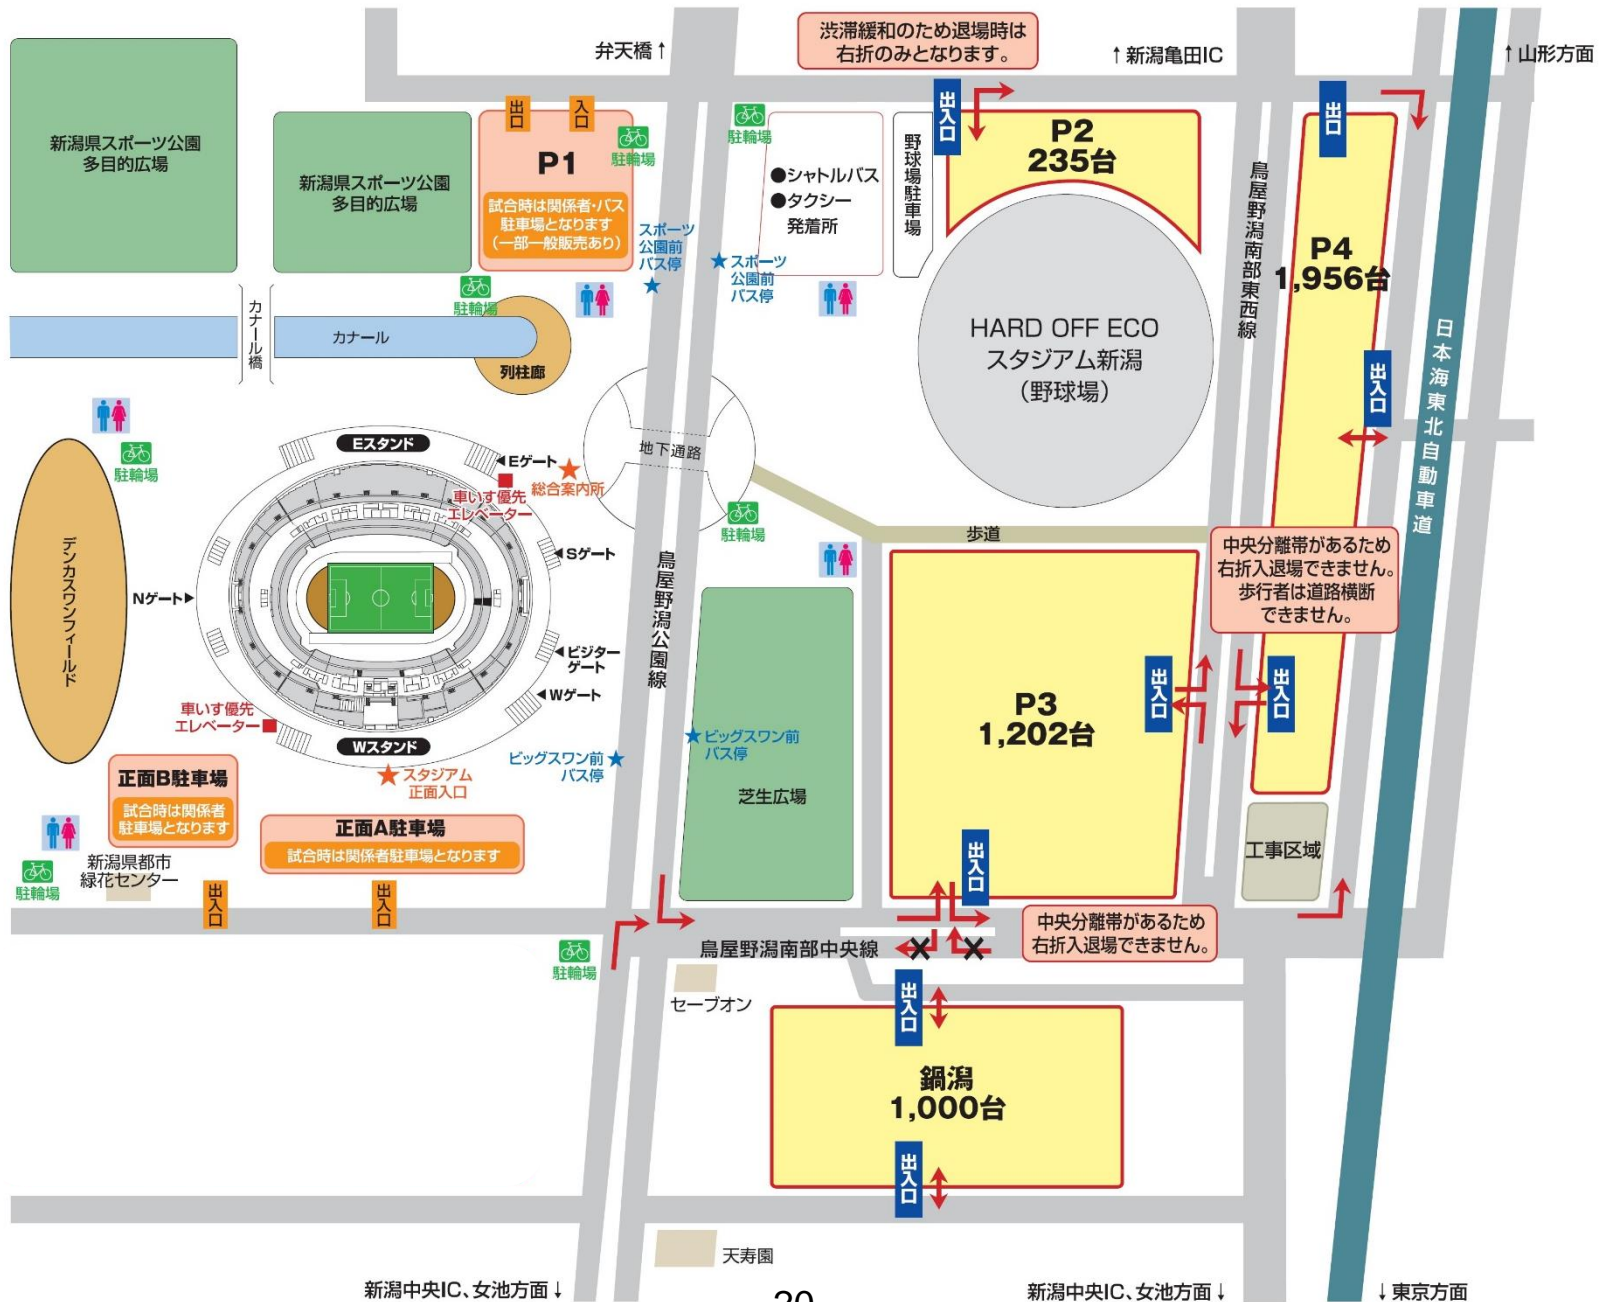 渋滞緩和のため退場時は
右折のみとなります。
弁天橋↑
↑新潟亀田IC
↑山形方面
新潟県スポーツ公園
多目的広場
新潟県スポーツ公園
多目的広場
出口
入口
P1
試合時は関係者・バス
駐車場となります
（一部一般販売あり）
駐輪場
駐輪場
●シャトルバス
●タクシー
発着所
野球場駐車場
出入口
P2
235台
出口
鳥屋野潟南部東西線
P4
1,956台
スポーツ
公園前
バス停
スポーツ
公園前
バス停
駐輪場
カナール橋
カナール
列柱廊
HARD OFF ECO
スタジアム新潟
（野球場）
出入口
日本海東北自動車道
駐輪場
Eスタンド
◀Eゲート
総合案内所
車いす優先
エレベーター
地下通路
駐輪場
歩道
◀Sゲート
デンカスワンフィールド
Nゲート▶
鳥屋野潟公園線
中央分離帯があるため
右折入退場できません。
歩行者は道路横断
できません。
◀ビジター
ゲート
◀Wゲート
出入口
出入口
P3
1,202台
車いす優先
エレベーター
Wスタンド
スタジアム
正面入口
ビッグスワン前
バス停
ビッグスワン前
バス停
芝生広場
正面B駐車場
試合時は関係者
駐車場となります
正面A駐車場
試合時は関係者駐車場となります
新潟県都市
緑花センター
駐輪場
出入口
出入口
出入口
工事区域
中央分離帯があるため
右折入退場できません。
鳥屋野潟南部中央線
駐輪場
セーブオン
出入口
鍋潟
1,000台
出入口
天寿園
新潟中央IC、女池方面↓
20
新潟中央IC、女池方面↓
↓東京方面